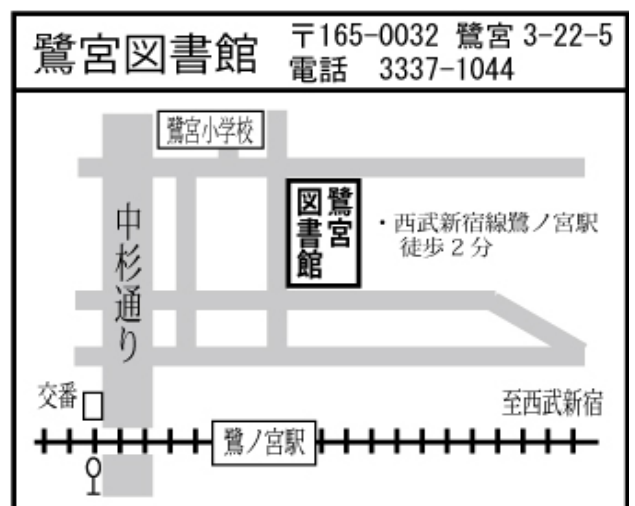 鷺宮図書館
〒165-0032 鷺宮 3-22-5
電話 3337-1044
鷺宮小学校
中杉通り
鷺宮
図書館
・西武新宿線鷺ノ宮駅
徒歩2分
交番
至西武新宿
鷺ノ宮駅